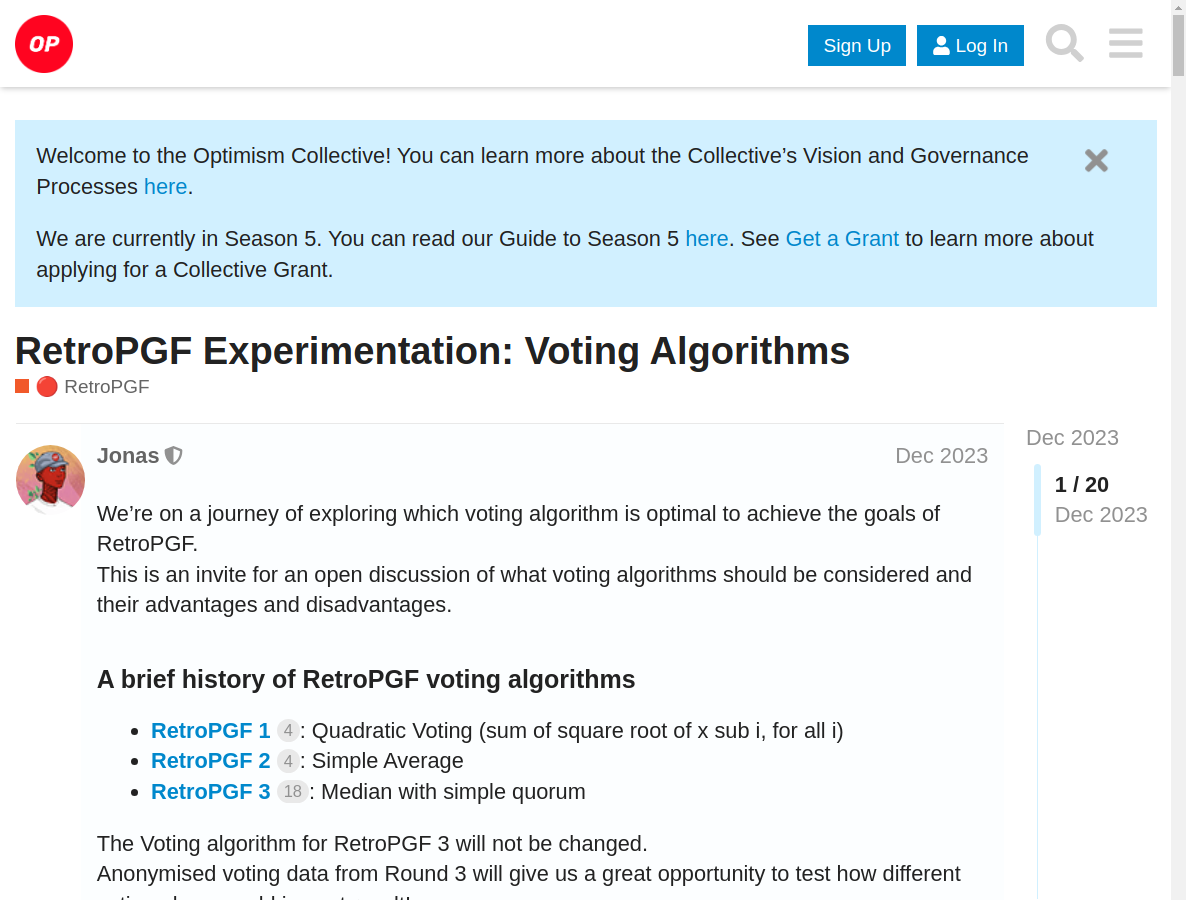 OP
Sign Up
Log In
Welcome to the Optimism Collective! You can learn more about the Collective’s Vision and Governance
Processes here.
We are currently in Season 5. You can read our Guide to Season 5 here. See Get a Grant to learn more about
applying for a Collective Grant.
RetroPGF Experimentation: Voting Algorithms
RetroPGF
Jonas
Dec 2023
Dec 2023
1 / 20
Dec 2023
We’re on a journey of exploring which voting algorithm is optimal to achieve the goals of
RetroPGF.
This is an invite for an open discussion of what voting algorithms should be considered and
their advantages and disadvantages.
A brief history of RetroPGF voting algorithms
• RetroPGF 1 4 : Quadratic Voting (sum of square root of x sub i, for all i)
• RetroPGF 2 4 : Simple Average
• RetroPGF 3 18 : Median with simple quorum
The Voting algorithm for RetroPGF 3 will not be changed.
Anonymised voting data from Round 3 will give us a great opportunity to test how different